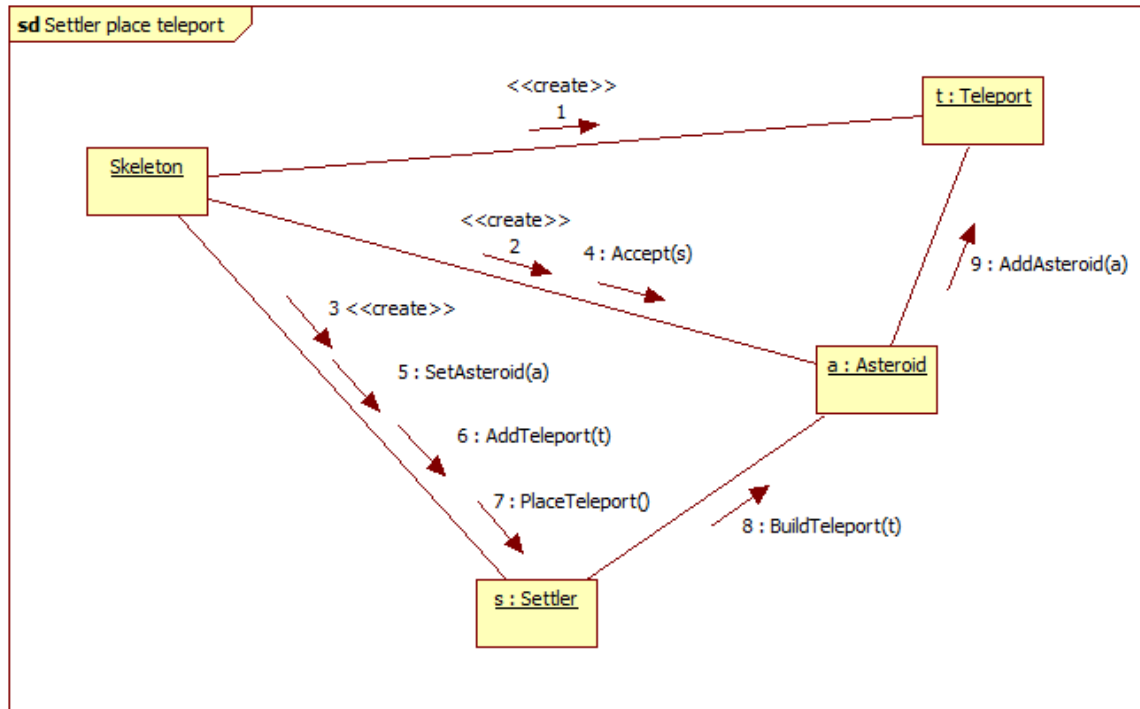 sd Settler place teleport
<<create>>
1
t : Teleport
Skeleton
<<create>>
2
4 : Accept(s)
9 : AddAsteroid(a)
3 <<create>>
a : Asteroid
5 : SetAsteroid(a)
6 : AddTeleport(t)
7 : PlaceTeleport()
8 : BuildTeleport(t)
s : Settler